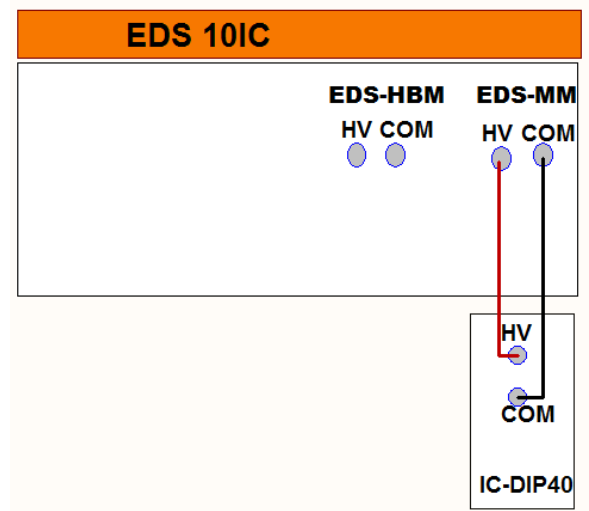 EDS 10IC
EDS-HBM EDS-MM
HV COM HV COM
HV
COM
IC-DIP40